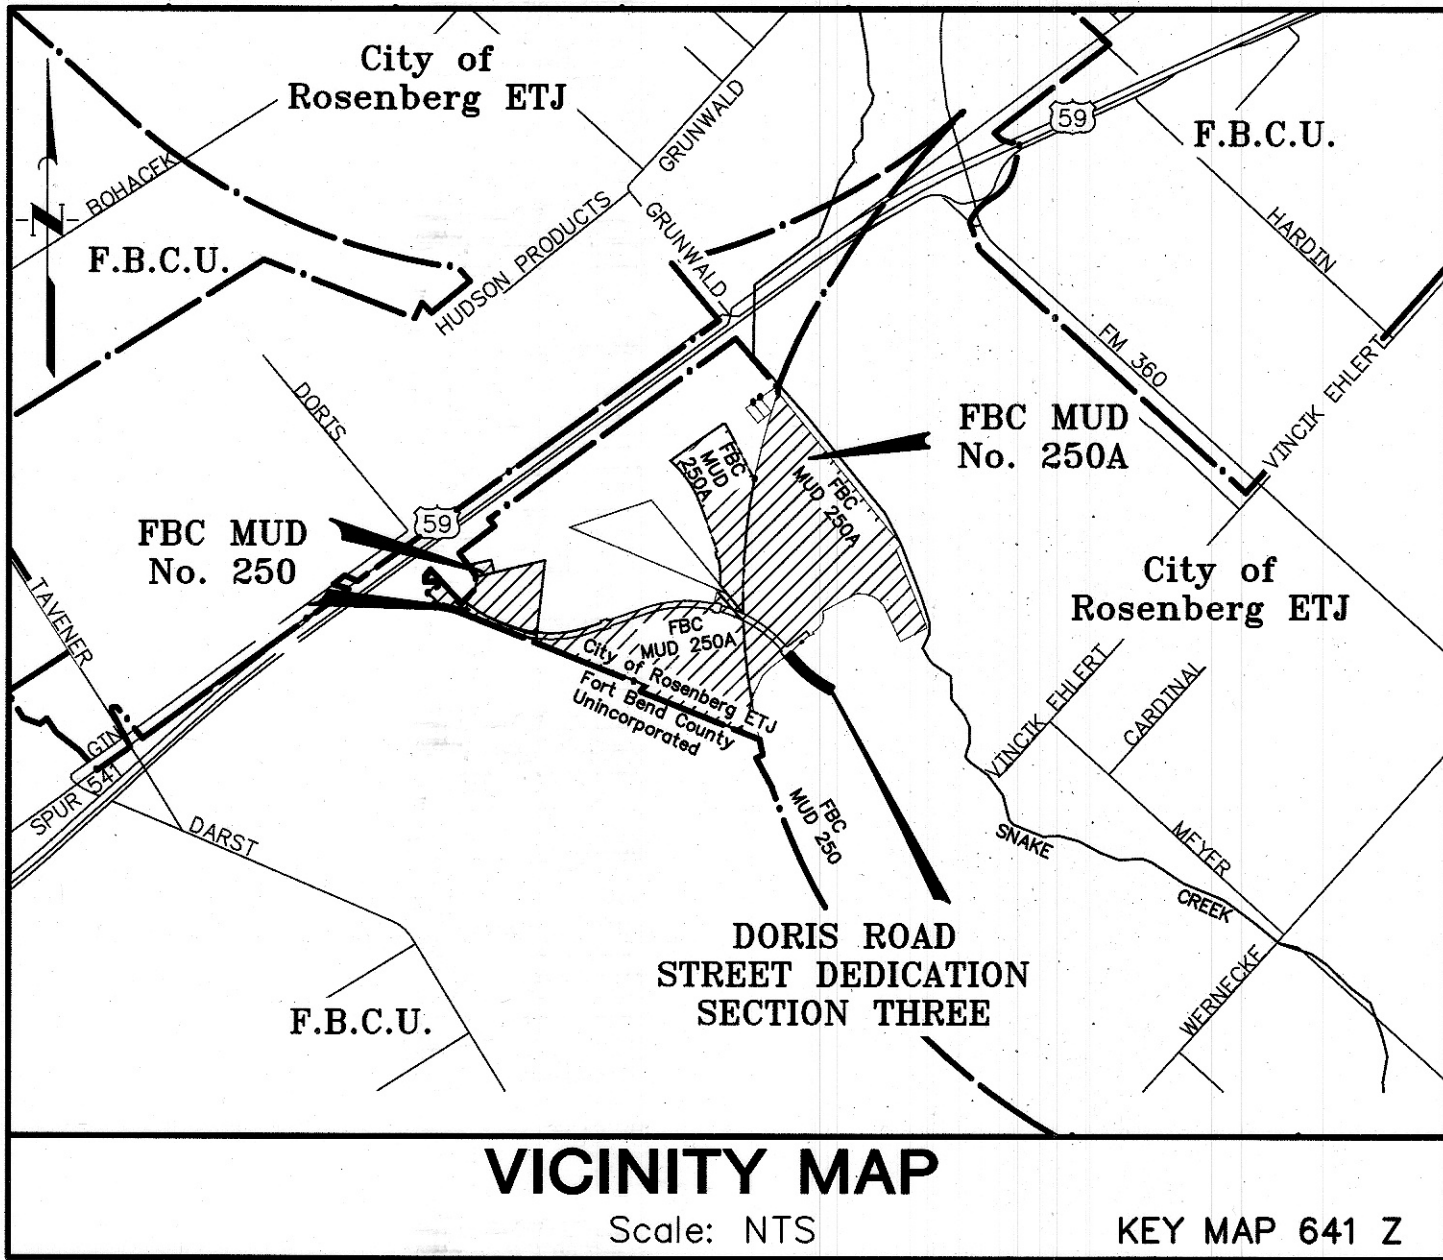 City of
Rosenberg ETJ
GRUNWALD
59
F.B.C.U.
BOHACEK
N
F.B.C.U.
HUDSON PRODUCTS
GRUNWALD
HARDIN
FM 360
VINCIK EHLERT
DORIS
FBC MUD
No. 250A
FBC
MUD
250A
FBC
MUD 250A
59
FBC MUD
No. 250
City of
Rosenberg ETJ
TAVENER
FBC
MUD 250A
City of Rosenberg ETJ
Fort Bend County
Unincorporated
VINCIK EHLERT
CARDINAL
GIN
SPUR 541
DARST
FBC
MUD 250
SNAKE
CREEK
MEYER
WERNECKE
DORIS ROAD
STREET DEDICATION
SECTION THREE
F.B.C.U.
VICINITY MAP
Scale: NTS
KEY MAP 641 Z